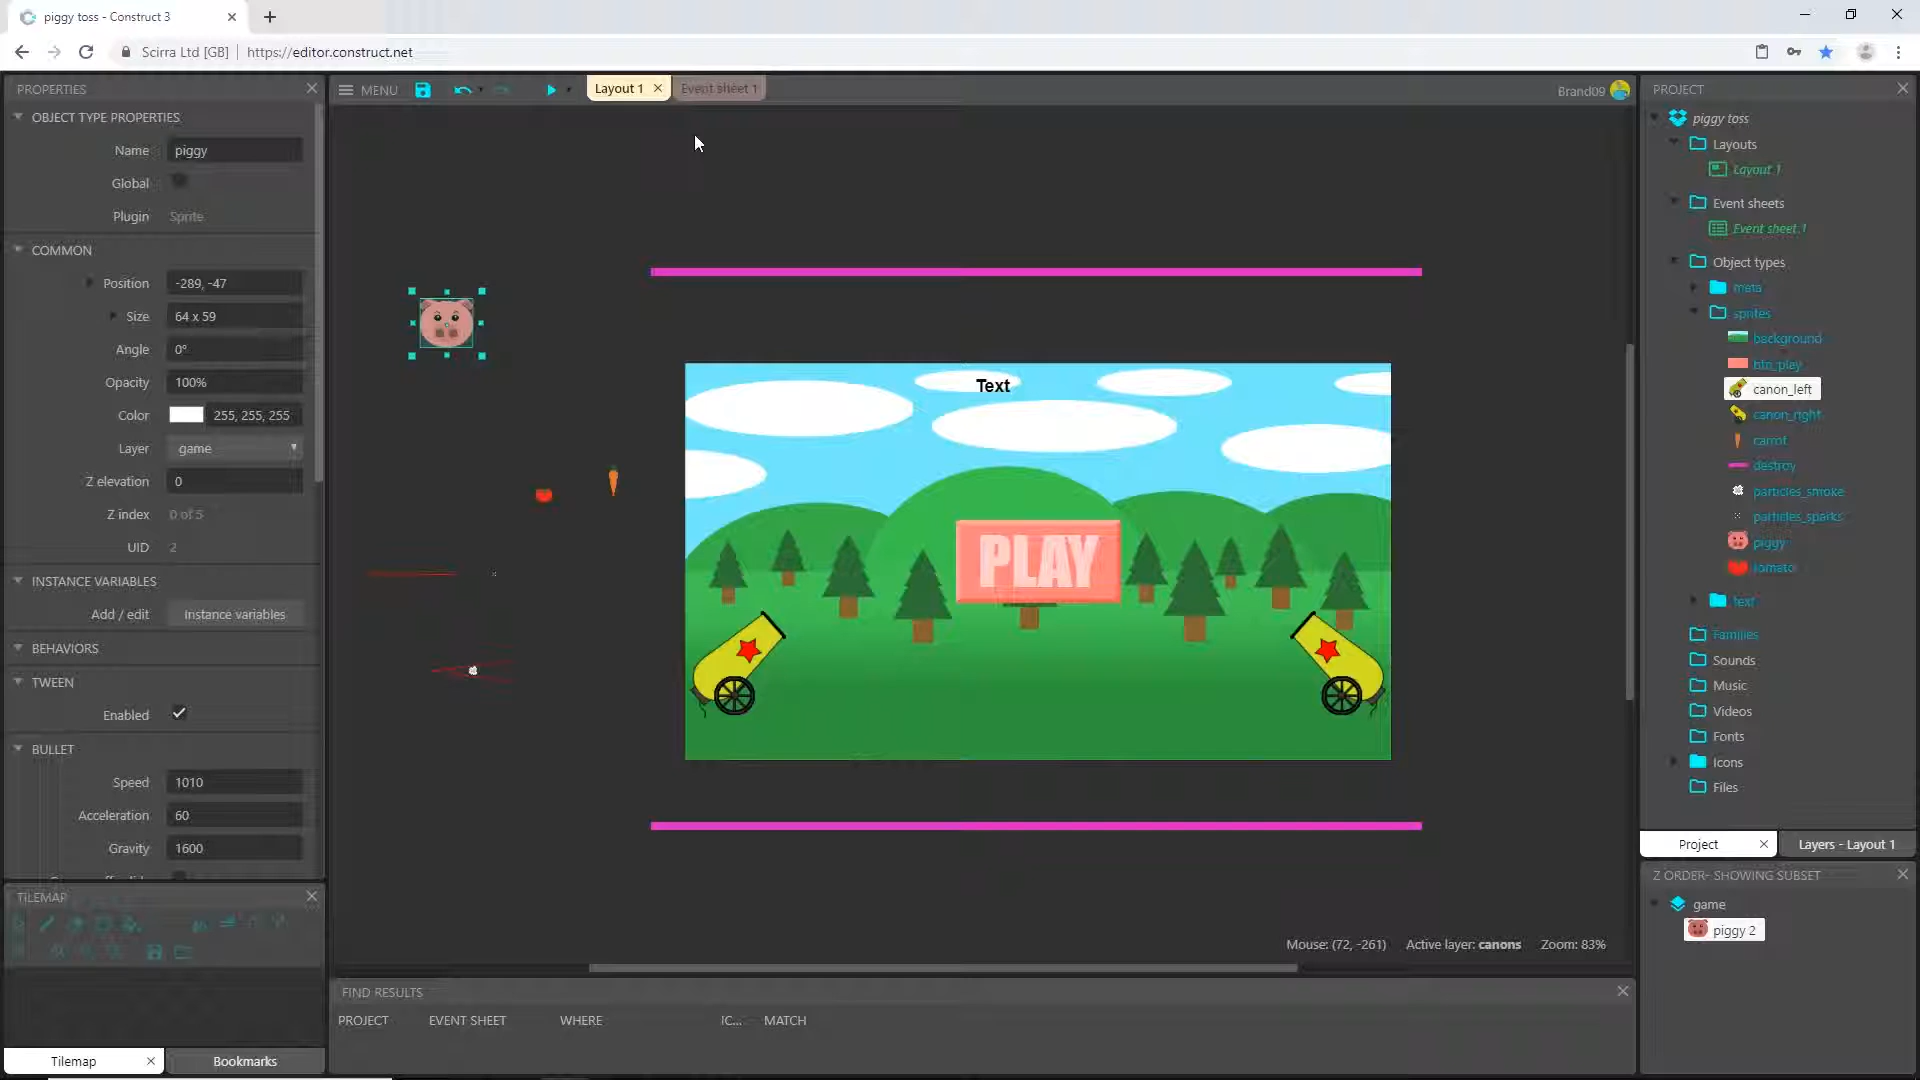 piggy toss - Construct 3
Scirra Ltd [GB]
https://editor.construct.net
PROPERTIES
OBJECT TYPE PROPERTIES
Name piggy
Global
Plugin Sprite
COMMON
Position -289, -47
Size 64 x 59
Angle 0°
Opacity 100%
Color 255, 255, 255
Layer game
Z elevation 0
Z index 0 of 5
UID 2
INSTANCE VARIABLES
Add / edit Instance variables
BEHAVIORS
TWEEN
Enabled
BULLET
Speed 1010
Acceleration 60
Gravity 1600
TILEMAP
Tilemap
Bookmarks
MENU
Layout 1
Event sheet 1
Brand09
Text
PLAY
Mouse: (72, -261) Active layer: canons Zoom: 83%
FIND RESULTS
PROJECT EVENT SHEET WHERE IC... MATCH
PROJECT
piggy toss
Layouts
Layout 1
Event sheets
Event sheet 1
Object types
meta
sprites
background
btn_play
canon_left
canon_right
carrot
destroy
particles_smoke
particles_sparks
piggy
tomato
text
Families
Sounds
Music
Videos
Fonts
Icons
Files
Project
Layers - Layout 1
Z ORDER- SHOWING SUBSET
game
piggy 2